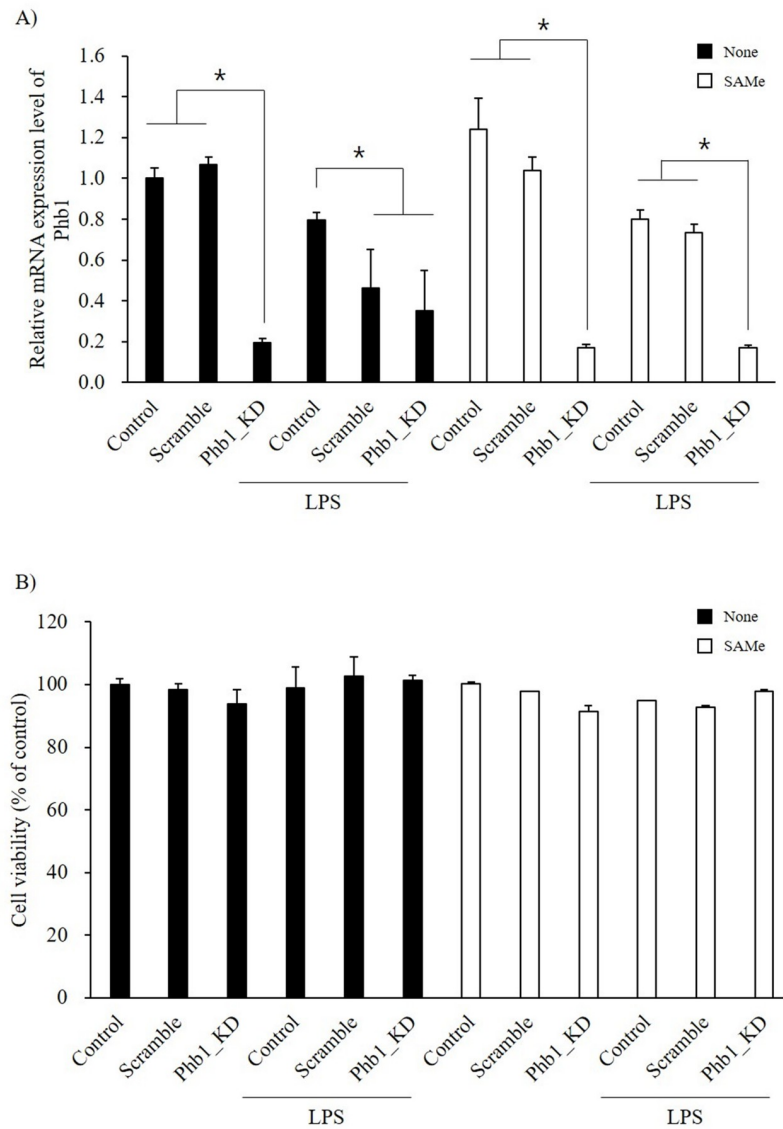 A)
Relative mRNA expression level of
Phb1
1.6
1.4
1.2
1.0
0.8
0.6
0.4
0.2
0.0
* * * *
None
SAMe
Control Scramble Phb1_KD Control Scramble Phb1_KD Control Scramble Phb1_KD Control Scramble Phb1_KD
LPS LPS
B)
Cell viability (% of control)
120
100
80
60
40
20
0
None
SAMe
Control Scramble Phb1_KD Control Scramble Phb1_KD Control Scramble Phb1_KD Control Scramble Phb1_KD
LPS LPS